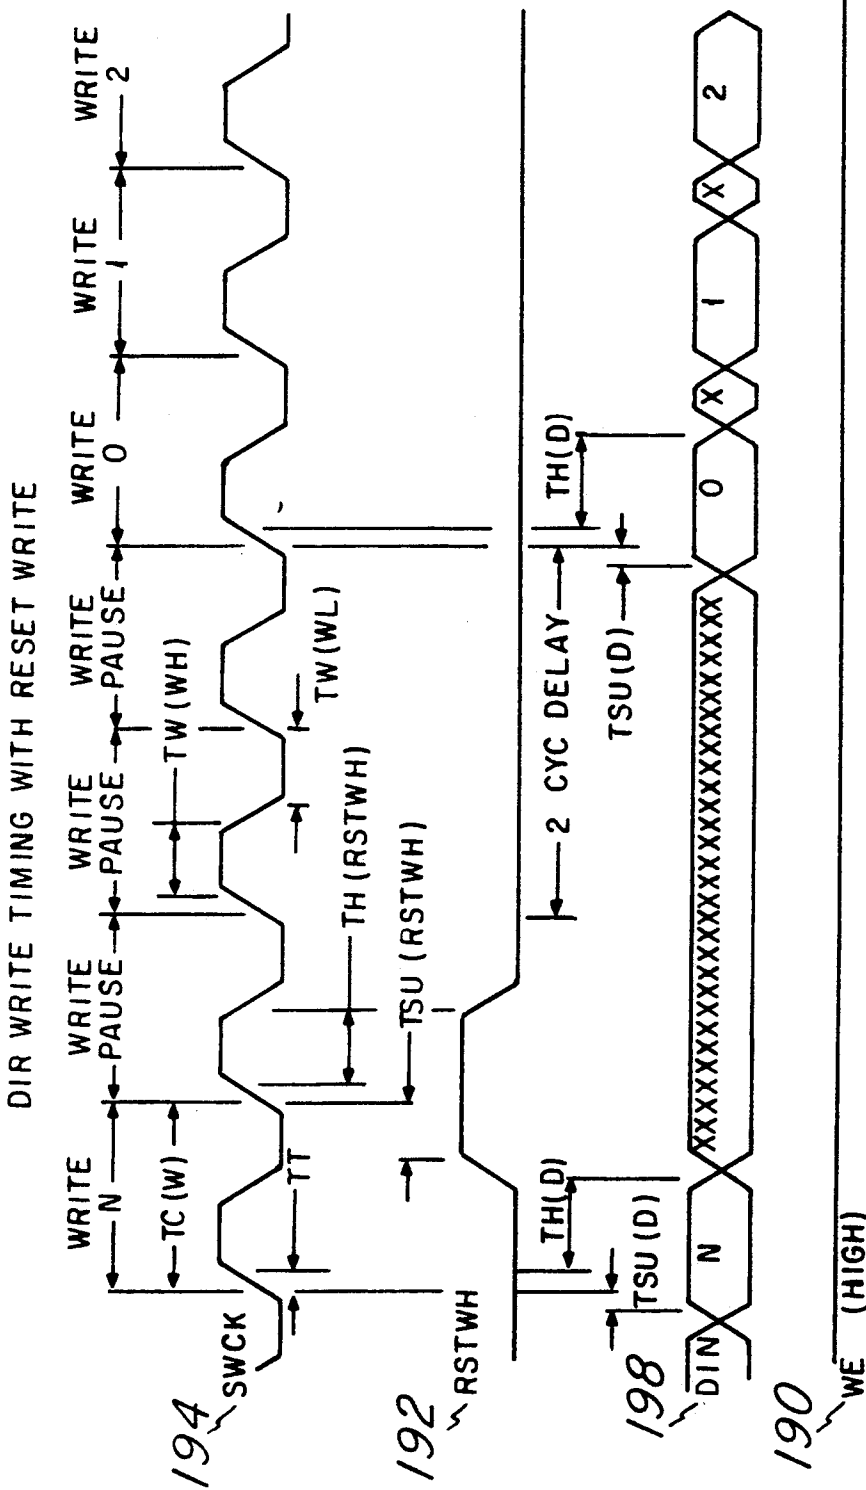 DIR WRITE TIMING WITH RESET WRITE
WRITE N
WRITE PAUSE
WRITE PAUSE
WRITE PAUSE
WRITE 0
WRITE 1
WRITE 2
TC(W)
TW(WH)
194
SWCK
TT
TW(WL)
TH(RSTWH)
TSU(RSTWH)
192
RSTWH
TH(D)
2 CYC DELAY
TH(D)
TSU(D)
TSU(D)
198
DIN
N
XXXXXXXXXXXXXXXXXXXXXXXX
0
X
1
X
2
190
WE (HIGH)